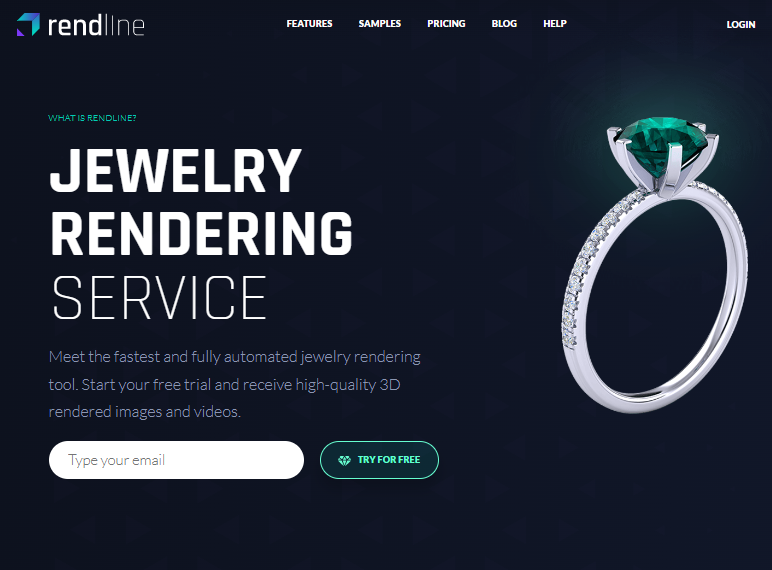 rendline
FEATURES SAMPLES PRICING BLOG HELP LOGIN
WHAT IS RENDLINE?
JEWELRY
RENDERING
SERVICE
Meet the fastest and fully automated jewelry rendering
tool. Start your free trial and receive high-quality 3D
rendered images and videos.
Type your email
TRY FOR FREE